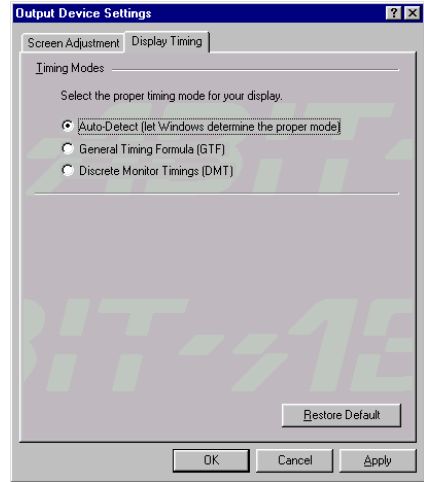 Output Device Settings
Screen Adjustment Display Timing
Timing Modes
Select the proper timing mode for your display.
Auto-Detect (let Windows determine the proper mode)
General Timing Formula (GTF)
Discrete Monitor Timings (DMT)
Restore Default
OK Cancel Apply